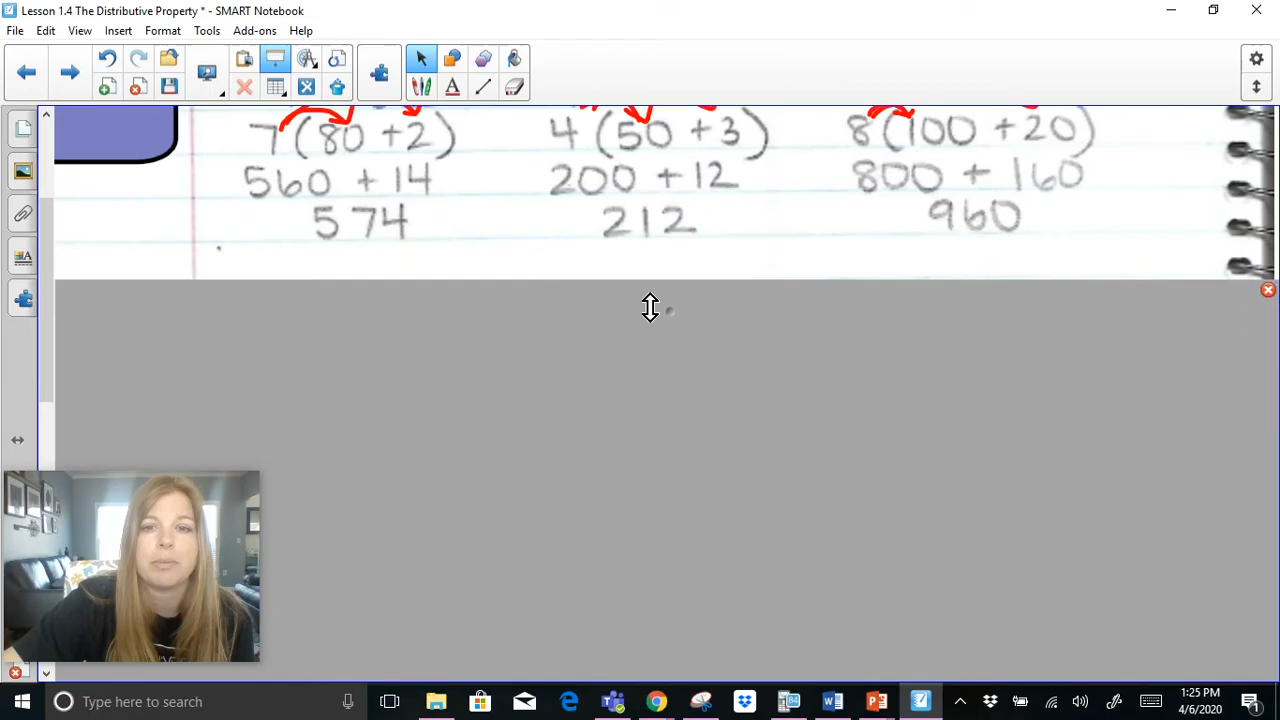 Lesson 1.4 The Distributive Property * - SMART Notebook
File Edit View Insert Format Tools Add-ons Help
7(80 +2) 4(50 +3) 8(100 +20)
560 + 14 200 + 12 800 + 160
574 212 960
Type here to search
1:25 PM
4/6/2020